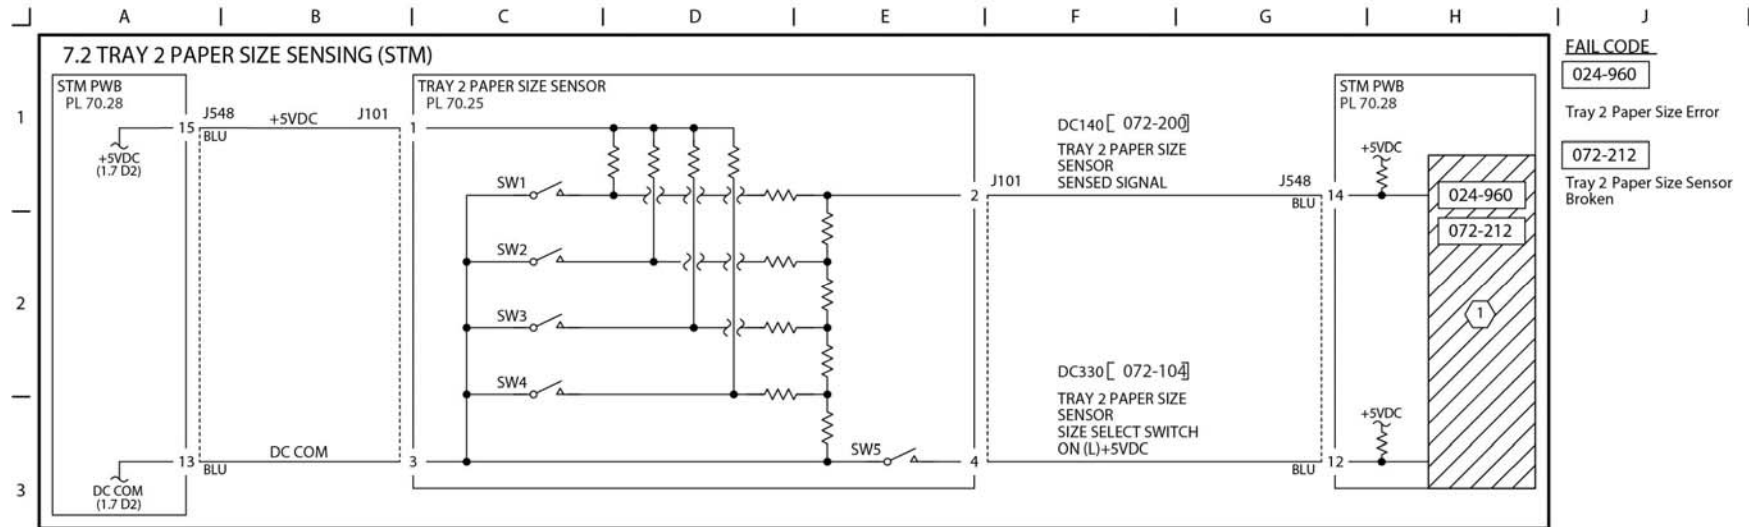 A B C D E F G H J
7.2 TRAY 2 PAPER SIZE SENSING (STM)
FAIL CODE
024-960
Tray 2 Paper Size Error
072-212
Tray 2 Paper Size Sensor
Broken
1
2
3
STM PWB
PL 70.28
15
J548
BLU
+5VDC
J101
1
+5VDC
(1.7 D2)
13
BLU
DC COM
3
DC COM
(1.7 D2)
TRAY 2 PAPER SIZE SENSOR
PL 70.25
SW1
SW2
SW3
SW4
SW5
2
J101
4
DC140 [ 072-200]
TRAY 2 PAPER SIZE
SENSOR
SENSED SIGNAL
J548
BLU
14
DC330 [ 072-104]
TRAY 2 PAPER SIZE
SENSOR
SIZE SELECT SWITCH
ON (L)+5VDC
BLU
12
STM PWB
PL 70.28
+5VDC
024-960
072-212
1
+5VDC